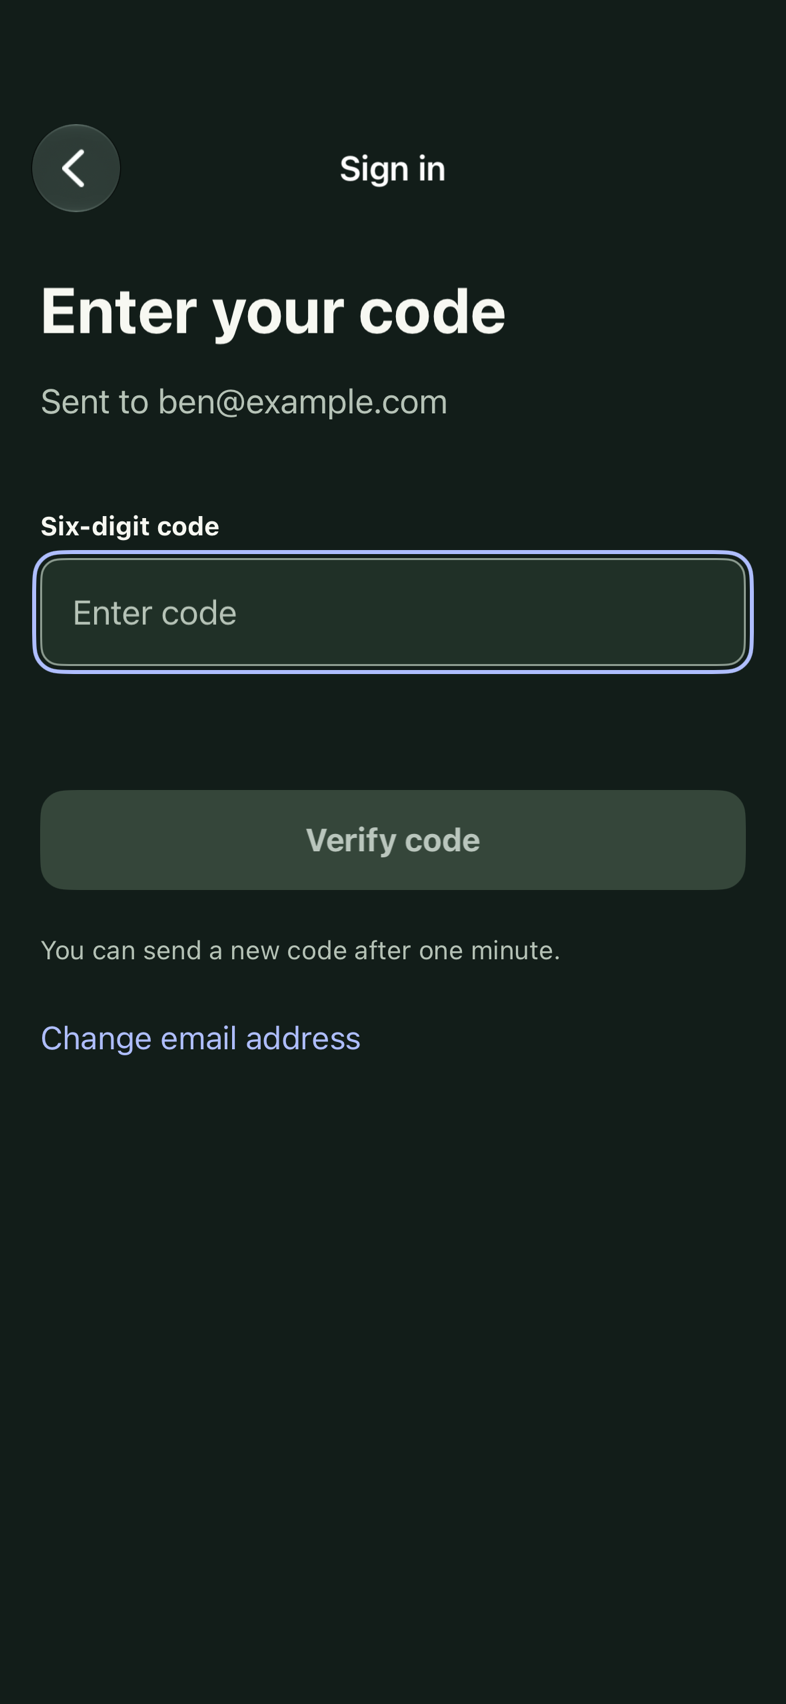 Sign in
Enter your code
Sent to ben@example.com
Six-digit code
Enter code
Verify code
You can send a new code after one minute.
Change email address